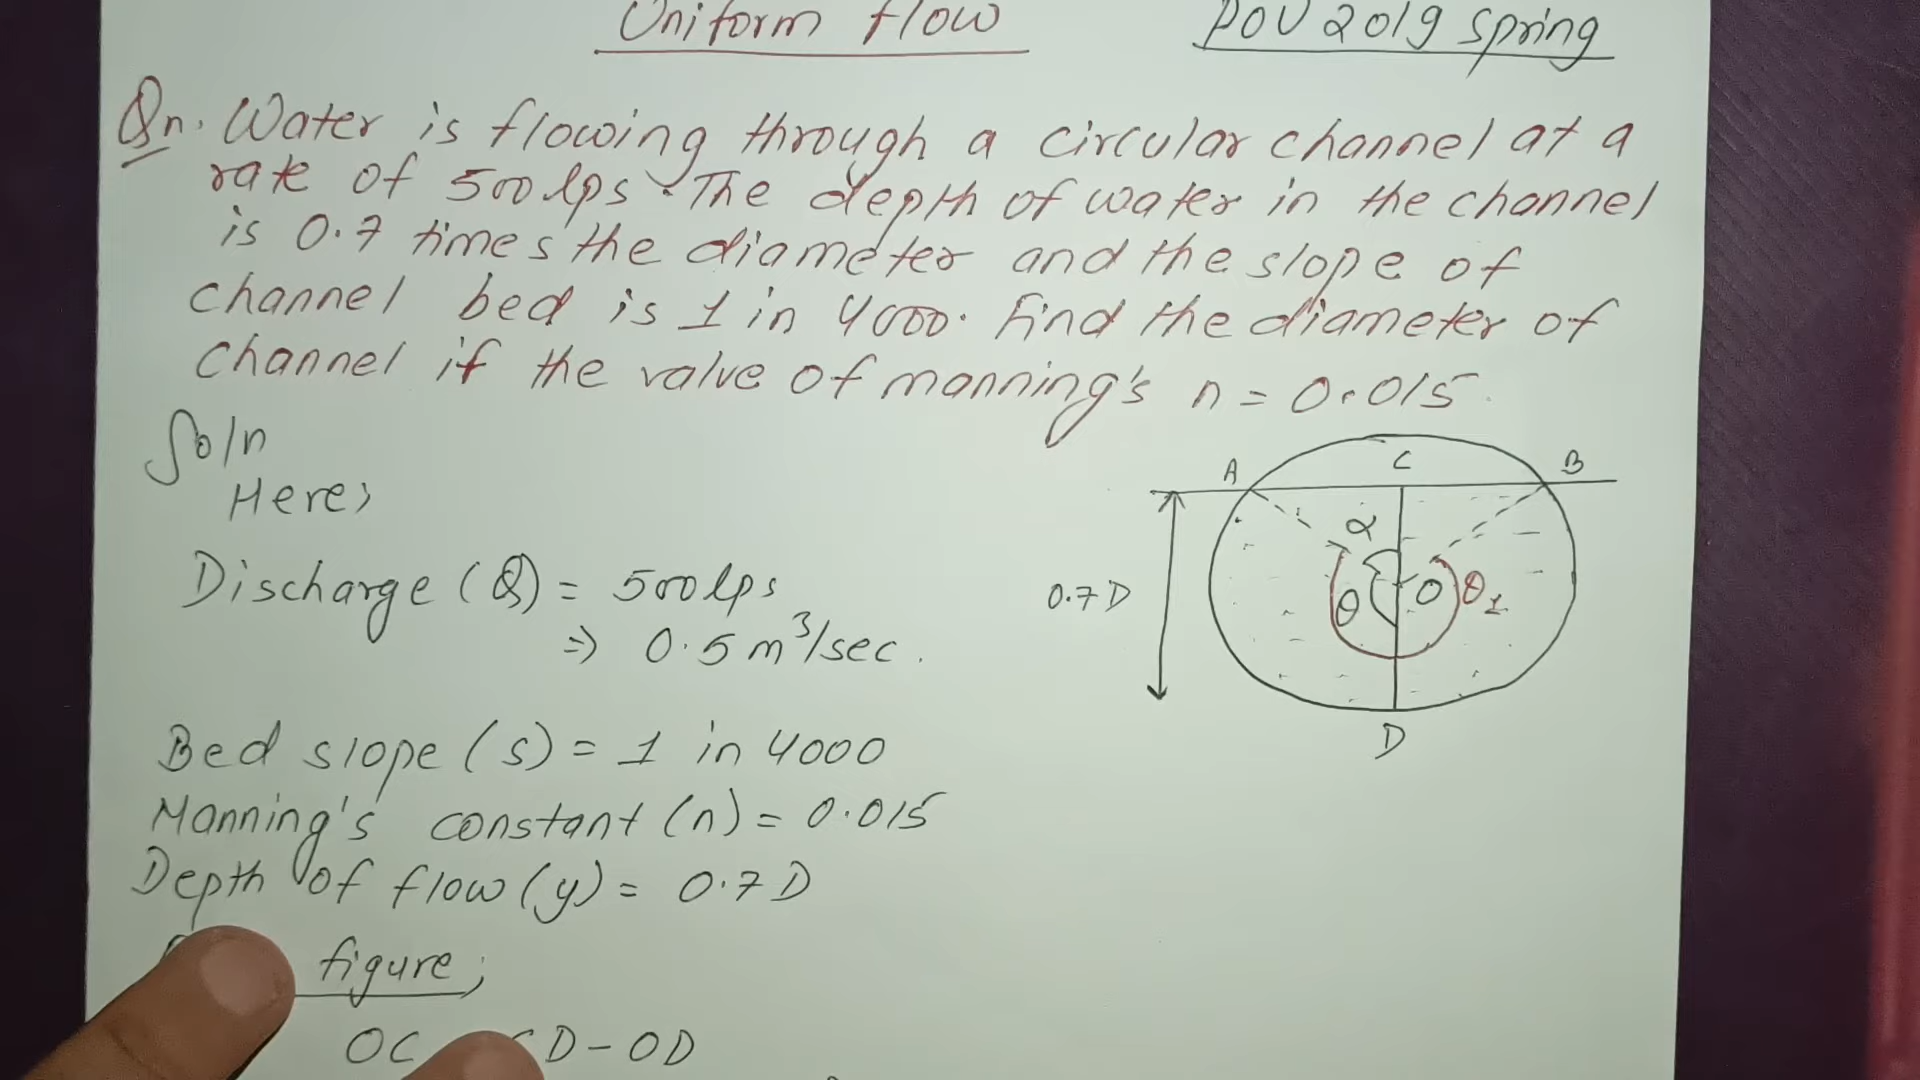 Uniform flow
POU 2019 spring
Qn. Water is flowing through a circular channel at a
rate of 500 lps. The depth of water in the channel
is 0.7 times the diameter and the slope of
channel bed is 1 in 4000. Find the diameter of
channel if the value of manning's n = 0.015.
Soln
Here;
Discharge (Q) = 500lps
=> 0.5 m³/sec.
Bed slope (s) = 1 in 4000
Manning's constant (n) = 0.015
Depth of flow (y) = 0.7 D
figure;
OC
D - OD
A
C
B
α
0.7 D
θ
O
θ₁
D